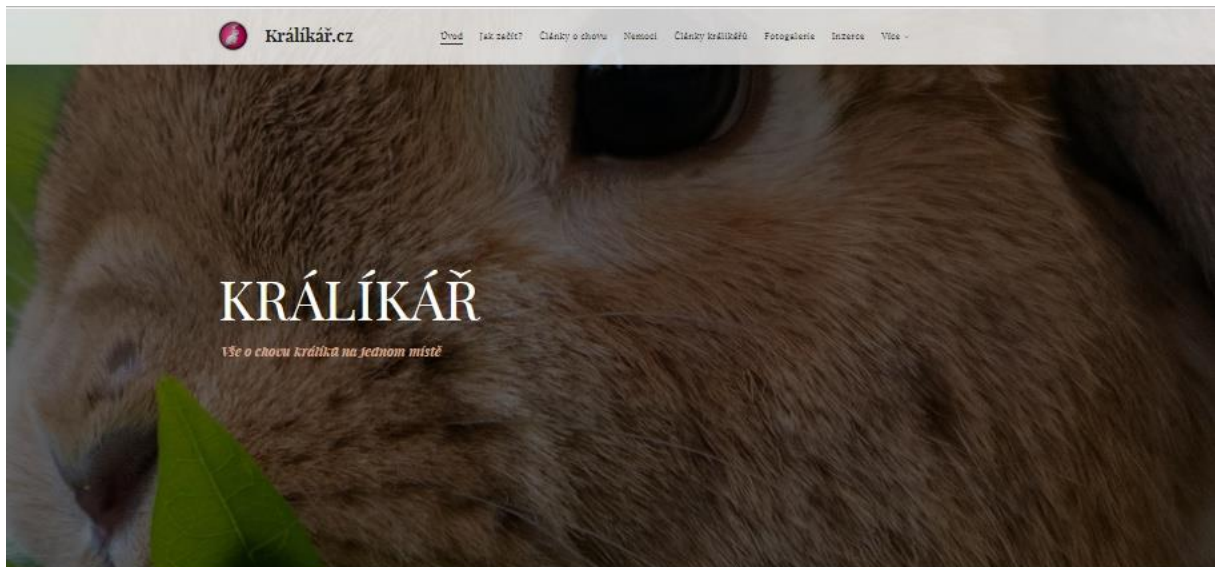 Králíkář.cz
Úvod Jak začít? Články o chovu Nemoci Články králíkářů Fotogalerie Inzerce Více
KRÁLÍKÁŘ
Vše o chovu králíků na jednom místě